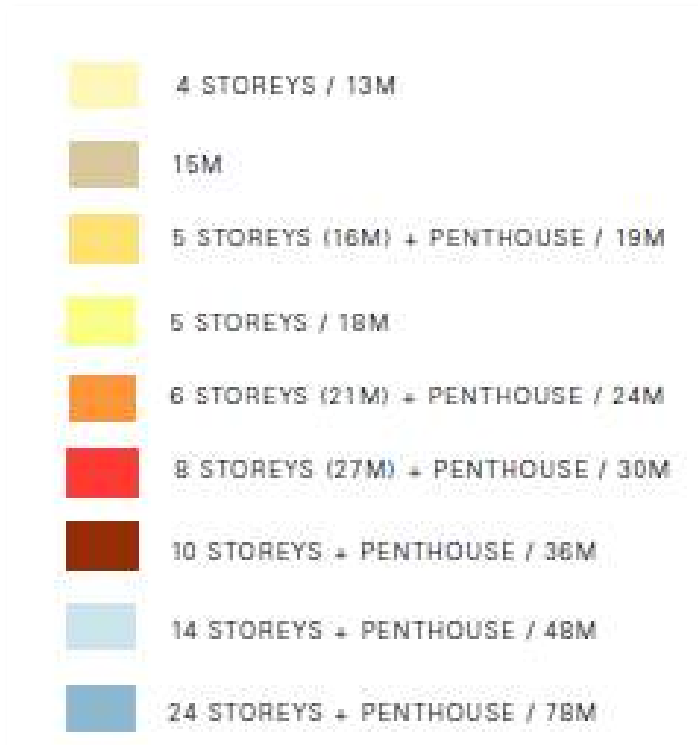 4 STOREYS / 13M
15M
5 STOREYS (16M) + PENTHOUSE / 19M
5 STOREYS / 18M
6 STOREYS (21M) + PENTHOUSE / 24M
8 STOREYS (27M) + PENTHOUSE / 30M
10 STOREYS + PENTHOUSE / 36M
14 STOREYS + PENTHOUSE / 48M
24 STOREYS + PENTHOUSE / 78M